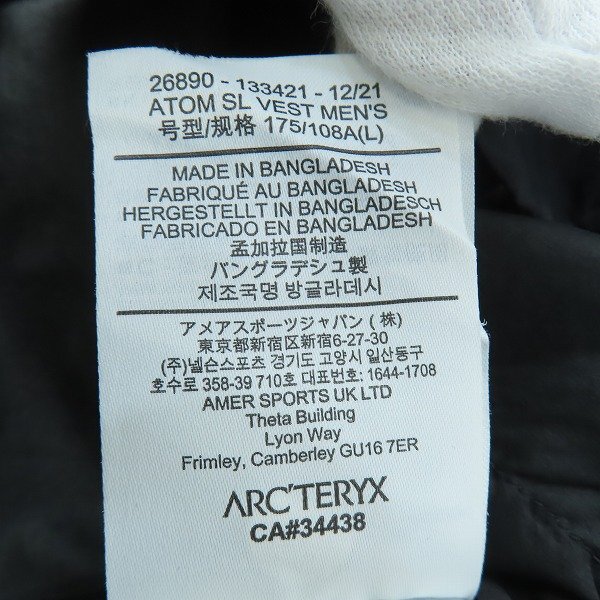 26890 - 133421 - 12/21
ATOM SL VEST MEN'S
号型/规格 175/108A(L)
MADE IN BANGLADESH
FABRIQUÉ AU BANGLADESH
HERGESTELLT IN BANGLADESCH
FABRICADO EN BANGLADESH
孟加拉国制造
バングラデシュ製
제조국명 방글라데시
アメアスポーツジャパン (株)
東京都新宿区新宿6-27-30
(주)넬슨스포츠 경기도 고양시 일산동구
호수로 358-39 710호 대표번호: 1644-1708
AMER SPORTS UK LTD
Theta Building
Lyon Way
Frimley, Camberley GU16 7ER
ARC'TERYX
CA#34438